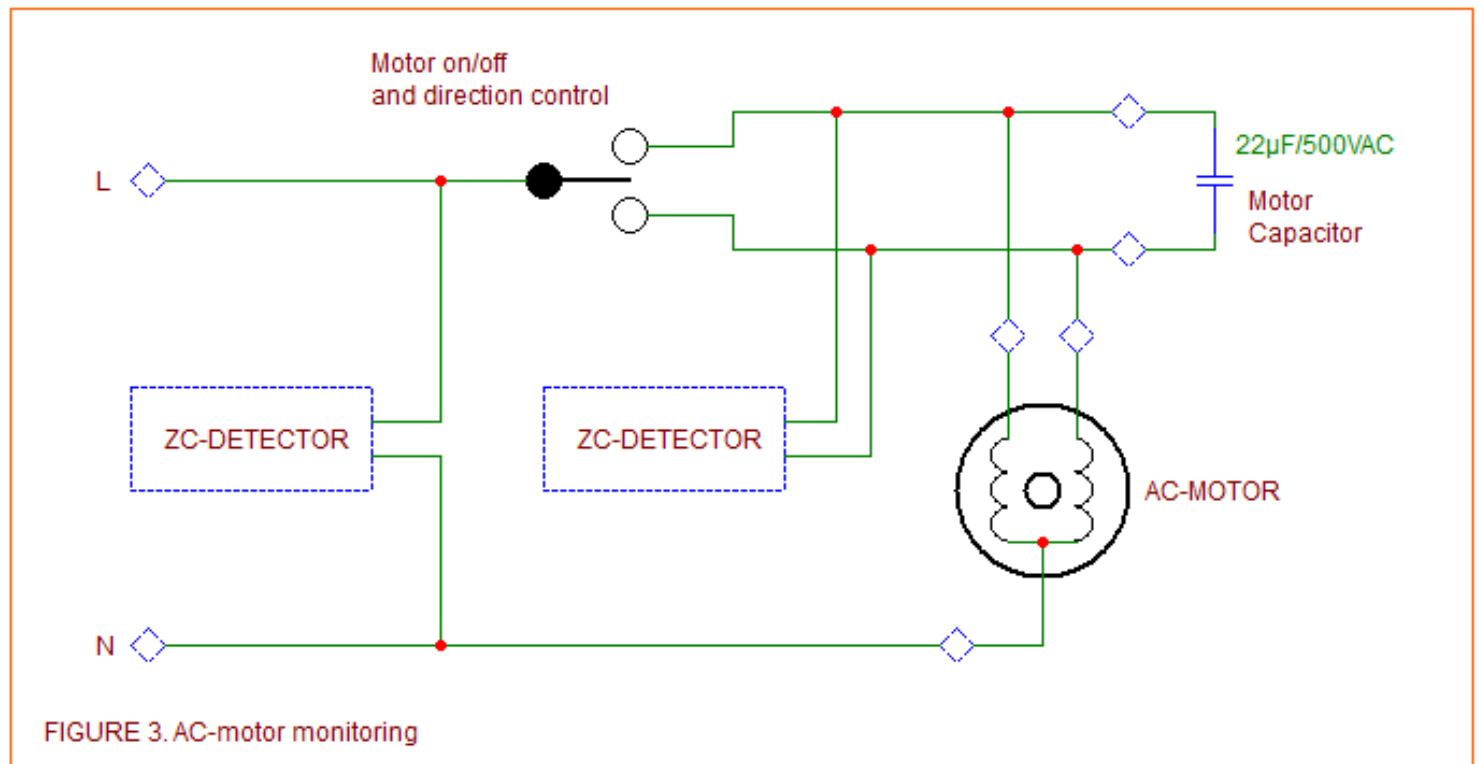 Motor on/off
and direction control
L
22µF/500VAC
Motor
Capacitor
ZC-DETECTOR
ZC-DETECTOR
AC-MOTOR
N
FIGURE 3. AC-motor monitoring